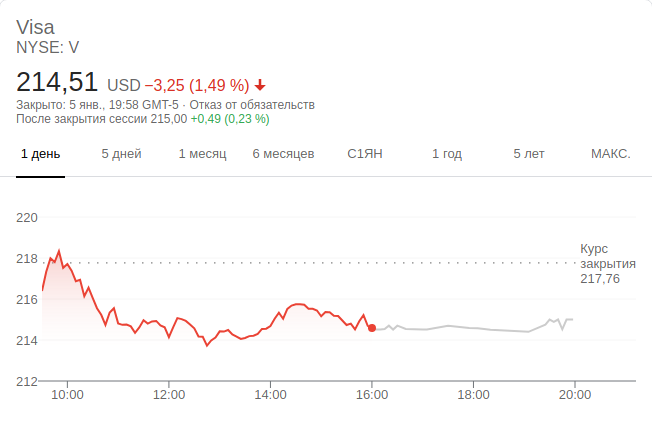 Visa
NYSE: V
214,51 USD −3,25 (1,49 %)
Закрыто: 5 янв., 19:58 GMT-5 · Отказ от обязательств
После закрытия сессии 215,00 +0,49 (0,23 %)
1 день 5 дней 1 месяц 6 месяцев С1ЯН 1 год 5 лет МАКС.
220
218
216
214
212
Курс
закрытия
217,76
10:00 12:00 14:00 16:00 18:00 20:00